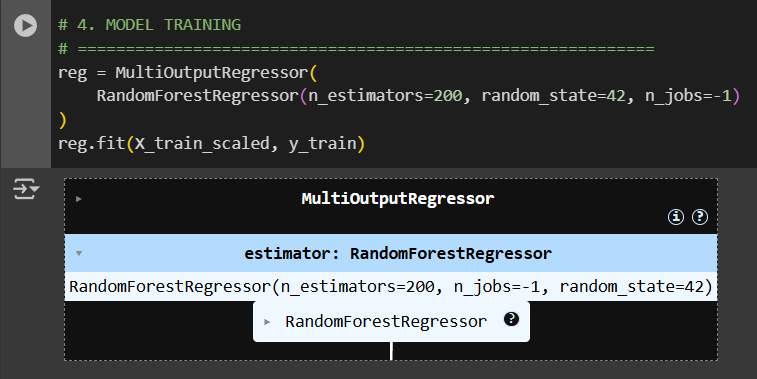 # 4. MODEL TRAINING
# ============================================================
reg = MultiOutputRegressor(
    RandomForestRegressor(n_estimators=200, random_state=42, n_jobs=-1)
)
reg.fit(X_train_scaled, y_train)
MultiOutputRegressor
i ?
estimator: RandomForestRegressor
RandomForestRegressor(n_estimators=200, n_jobs=-1, random_state=42)
RandomForestRegressor ?